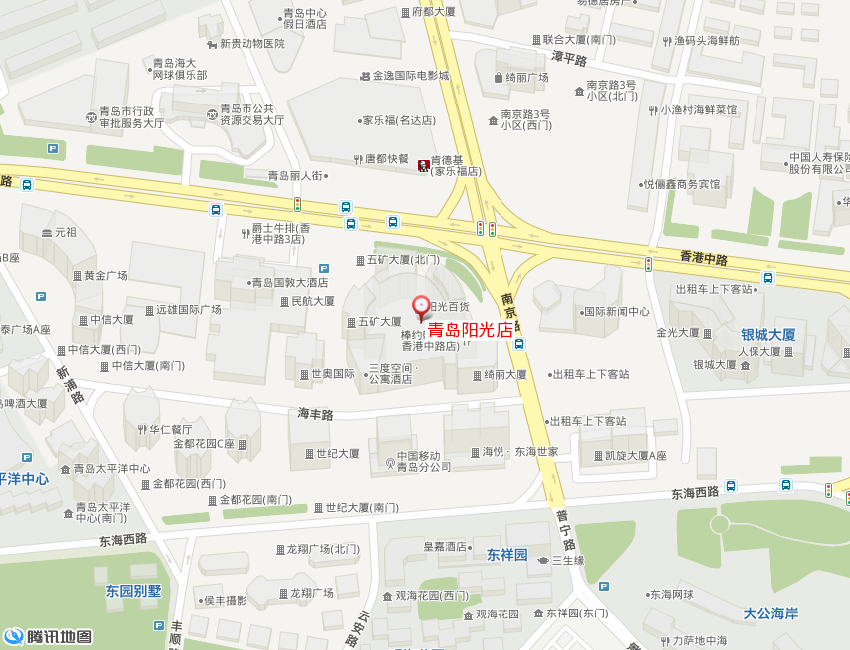 青岛中心
假日酒店
府都大厦
易德居房产
新贵动物医院
联合大厦(南门)
渔码头海鲜舫
漳平路
青岛海大
网球俱乐部
金逸国际电影城
绮丽广场
南京路3号
小区(北门)
青岛市行政
审批服务大厅
青岛市公共
资源交易大厅
家乐福(名达店)
南京路3号
小区(西门)
小渔村海鲜菜馆
唐都快餐
肯德基
(家乐福店)
青岛丽人街
中国人寿保险
股份有限公司
悦俪鑫商务宾馆
路
元祖
爵士牛排(香
港中路3店)
五矿大厦(北门)
香港中路
B座
黄金广场
青岛国敦大酒店
民航大厦
出租车上下客站
远雄国际广场
阳光百货
南京路
国际新闻中心
泰广场A座
中信大厦
五矿大厦
青岛阳光店
香港中路店)
金光大厦
银城大厦
人保大厦
银城大厦
中信大厦(西门)
中信大厦(南门)
世奥国际
三度空间·
公寓酒店
绮丽大厦
出租车上下客站
新浦路
岛啤酒大厦
海丰路
出租车上下客站
华仁餐厅
金都花园C座
世纪大厦
中国移动
青岛分公司
海悦·东海世家
凯旋大厦A座
青岛太平洋中心
平洋中心
金都花园(西门)
金都花园(南门)
世纪大厦(南门)
东海西路
青岛太平洋
中心(南门)
普宁路
东海西路
龙翔广场(北门)
皇嘉酒店
东祥园
三生缘
东园别墅
侯丰摄影
龙翔广场
观海花园(西门)
东海网球
观海花园
东祥园(东门)
大公海岸
丰顺路
云安路
力萨地中海
腾讯地图